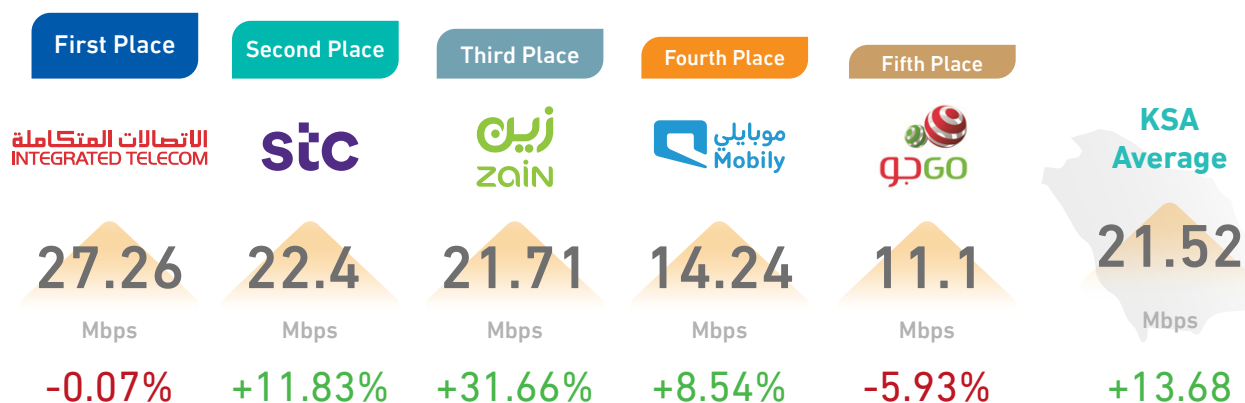 First Place
Second Place
Third Place
Fourth Place
Fifth Place
الاتصالات المتكاملة
INTEGRATED TELECOM
stc
زين
zain
موبايلي
Mobily
جو GO
KSA
Average
27.26
22.4
21.71
14.24
11.1
21.52
Mbps
Mbps
Mbps
Mbps
Mbps
Mbps
-0.07%
+11.83%
+31.66%
+8.54%
-5.93%
+13.68